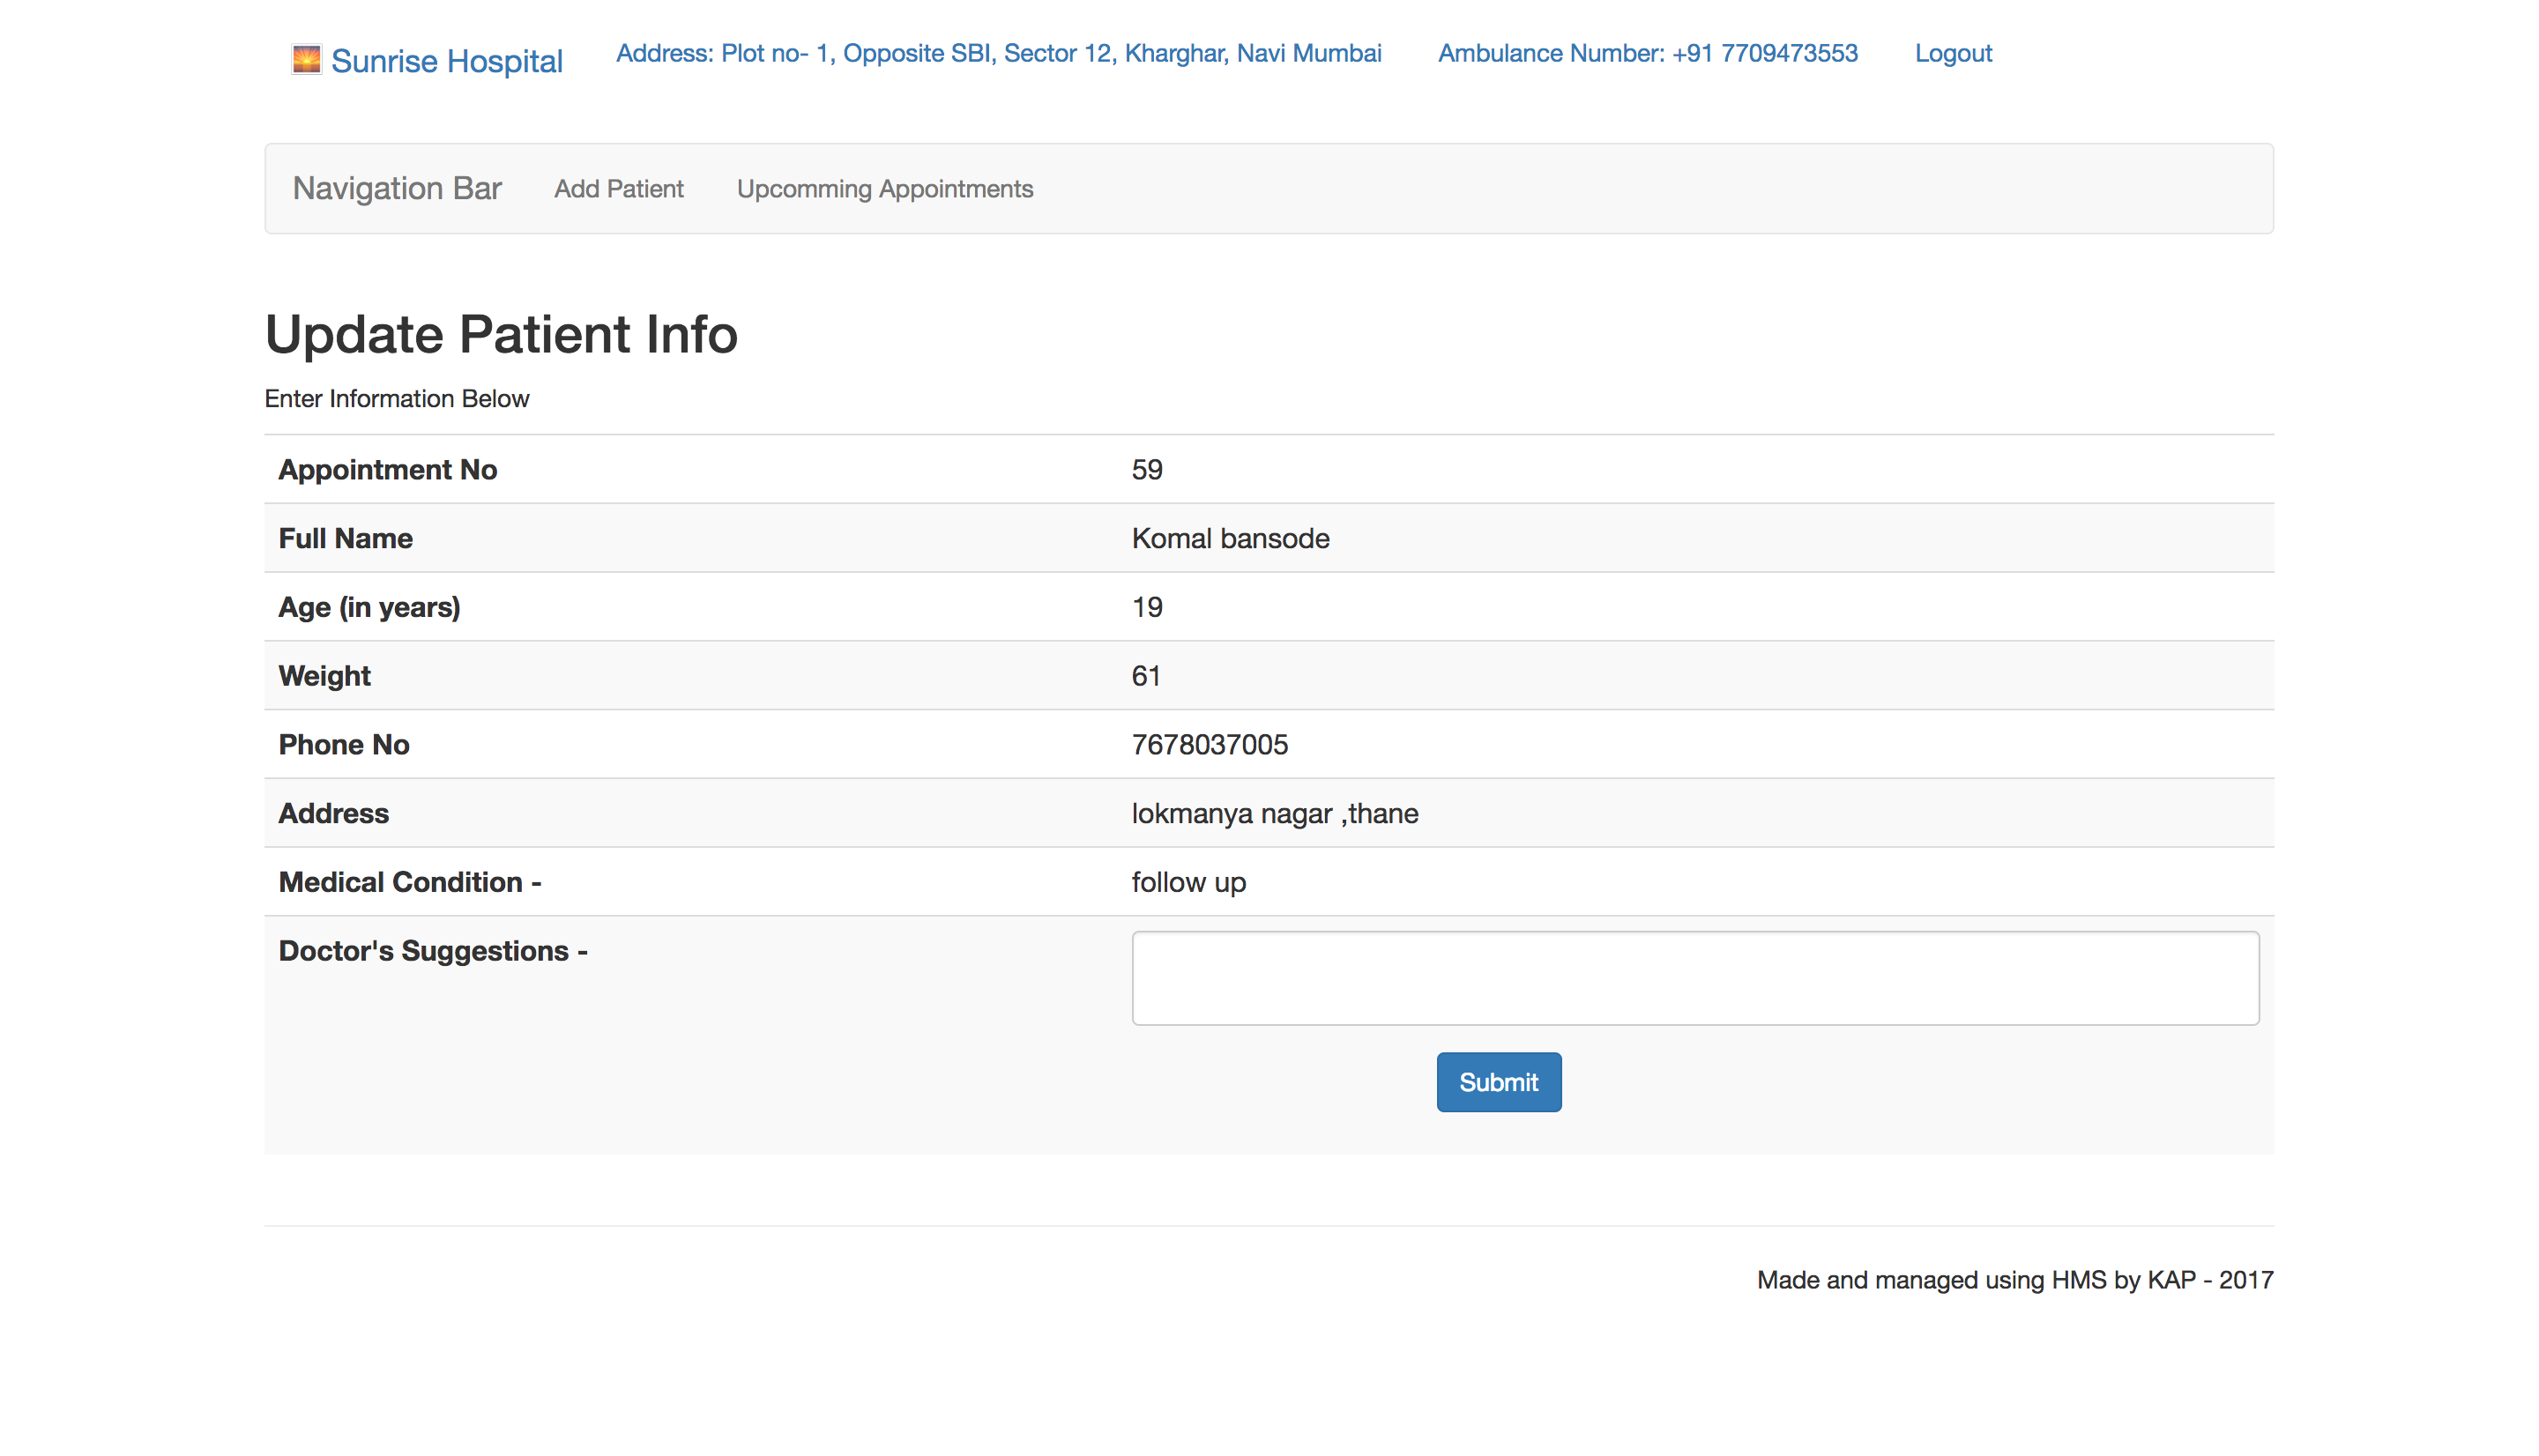 Sunrise Hospital Address: Plot no- 1, Opposite SBI, Sector 12, Kharghar, Navi Mumbai Ambulance Number: +91 7709473553 Logout
Navigation Bar Add Patient Upcomming Appointments
Update Patient Info
Enter Information Below
Appointment No 59
Full Name Komal bansode
Age (in years) 19
Weight 61
Phone No 7678037005
Address lokmanya nagar ,thane
Medical Condition - follow up
Doctor's Suggestions -
Submit
Made and managed using HMS by KAP - 2017